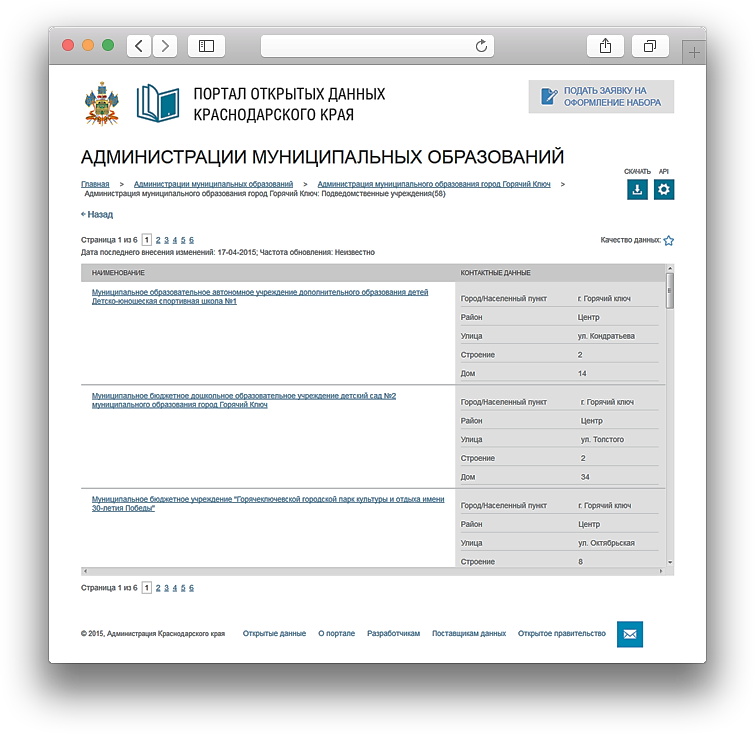 ПОРТАЛ ОТКРЫТЫХ ДАННЫХ
КРАСНОДАРСКОГО КРАЯ
ПОДАТЬ ЗАЯВКУ НА
ОФОРМЛЕНИЕ НАБОРА
АДМИНИСТРАЦИИ МУНИЦИПАЛЬНЫХ ОБРАЗОВАНИЙ
СКАЧАТЬ API
Главная > Администрации муниципальных образований > Администрация муниципального образования город Горячий Ключ >
Администрация муниципального образования город Горячий Ключ: Подведомственные учреждения(58)
Назад
Страница 1 из 6 1 2 3 4 5 6
Качество данных:
Дата последнего внесения изменений: 17-04-2015; Частота обновления: Неизвестно
НАИМЕНОВАНИЕ КОНТАКТНЫЕ ДАННЫЕ
Муниципальное образовательное автономное учреждение дополнительного образования детей
Детско-юношеская спортивная школа №1
Город/Населенный пункт г. Горячий ключ
Район Центр
Улица ул. Кондратьева
Строение 2
Дом 14
Муниципальное бюджетное дошкольное образовательное учреждение детский сад №2
муниципального образования город Горячий Ключ
Город/Населенный пункт г. Горячий ключ
Район Центр
Улица ул. Толстого
Строение 2
Дом 34
Муниципальное бюджетное учреждение "Горячеключевской городской парк культуры и отдыха имени
30-летия Победы"
Город/Населенный пункт г. Горячий ключ
Район Центр
Улица ул. Октябрьская
Строение 8
Страница 1 из 6 1 2 3 4 5 6
© 2015, Администрация Краснодарского края Открытые данные О портале Разработчикам Поставщикам данных Открытое правительство